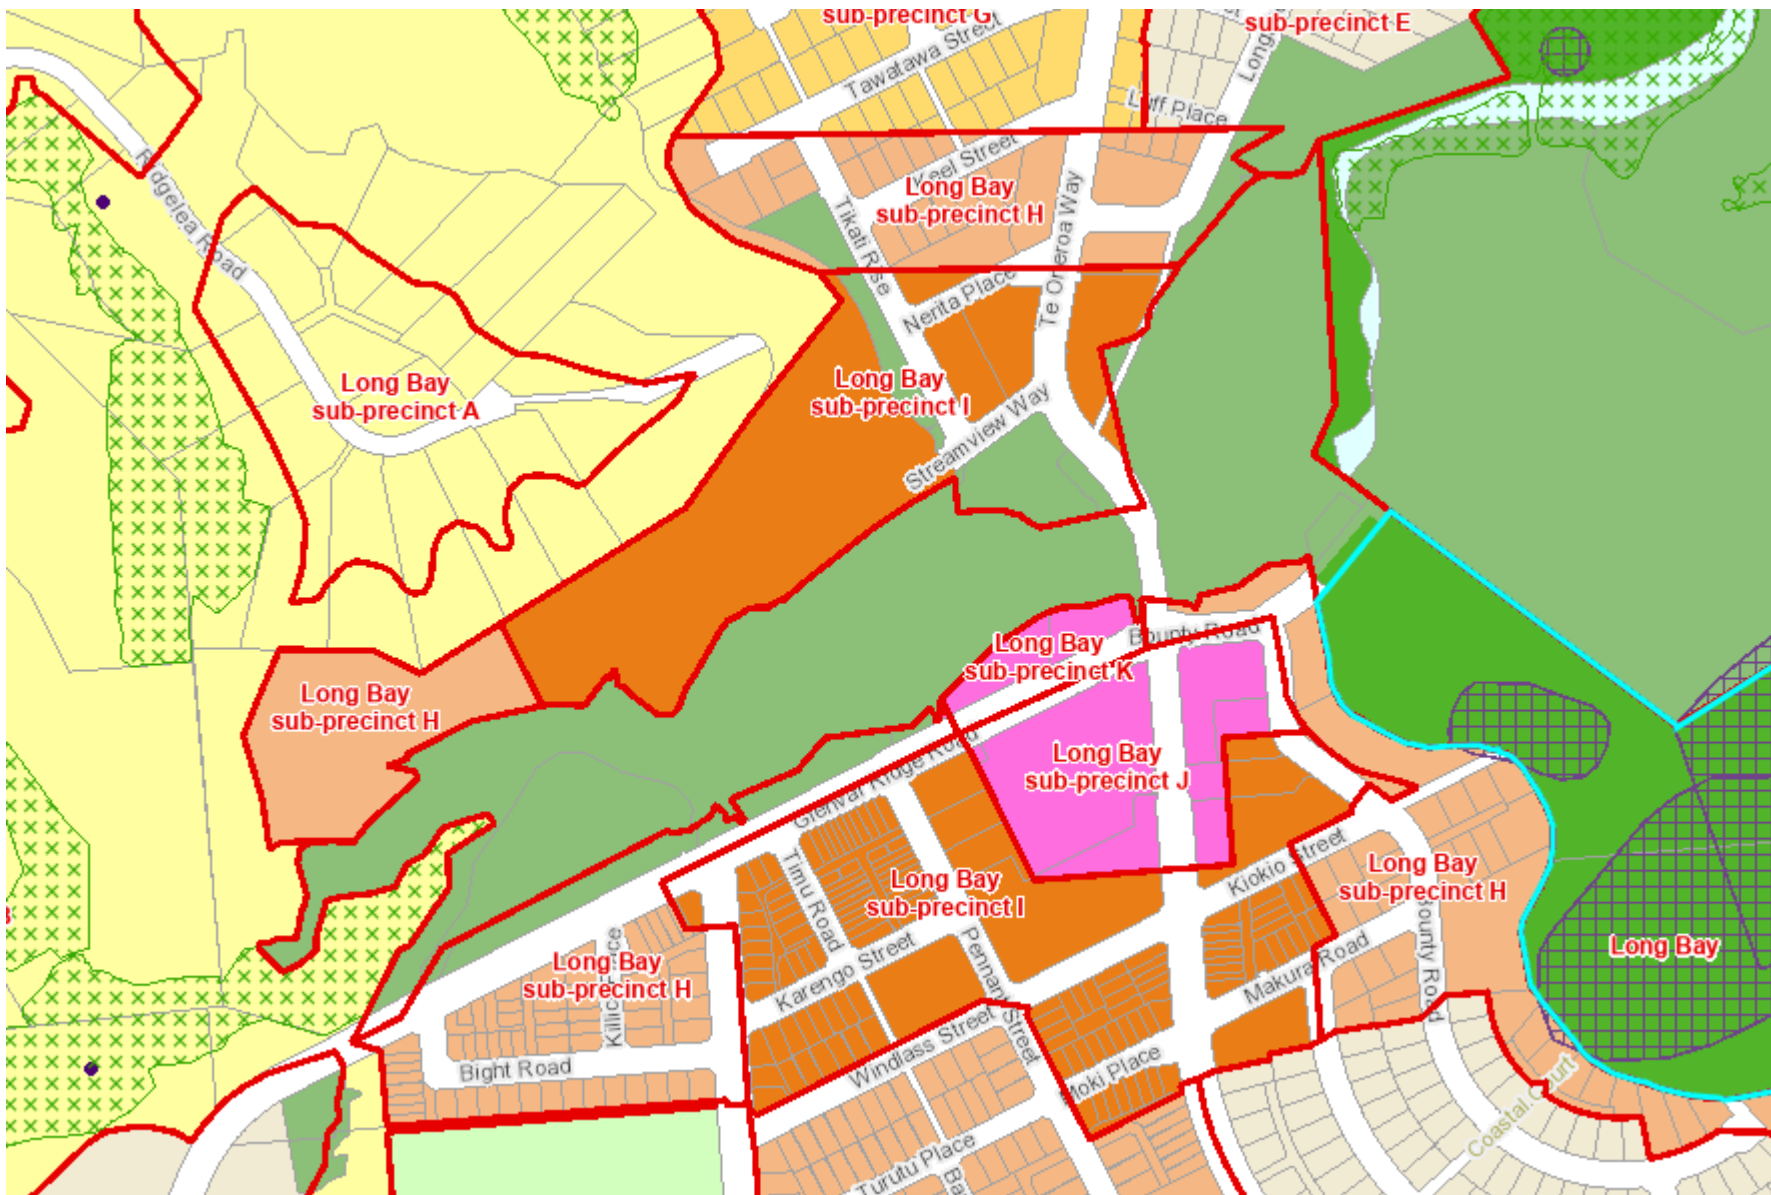 sub-precinct G
sub-precinct E
Tawatawa Street
Luff Place
Ridgelea Road
Keel Street
Long Bay
sub-precinct H
Tikati Rise
Te Oneroa Way
Nerita Place
Long Bay
sub-precinct A
Long Bay
sub-precinct I
Streamview Way
Long Bay
sub-precinct K
Bounty Road
Long Bay
sub-precinct H
Long Bay
sub-precinct J
Glenvar Ridge Road
Timu Road
Long Bay
sub-precinct I
Kiokio Street
Long Bay
sub-precinct H
Long Bay
Karengo Street
Pennant Street
Makura Road
Bounty Road
Long Bay
sub-precinct H
Windlass Street
Bight Road
Moki Place
Coastal Court
Turutu Place